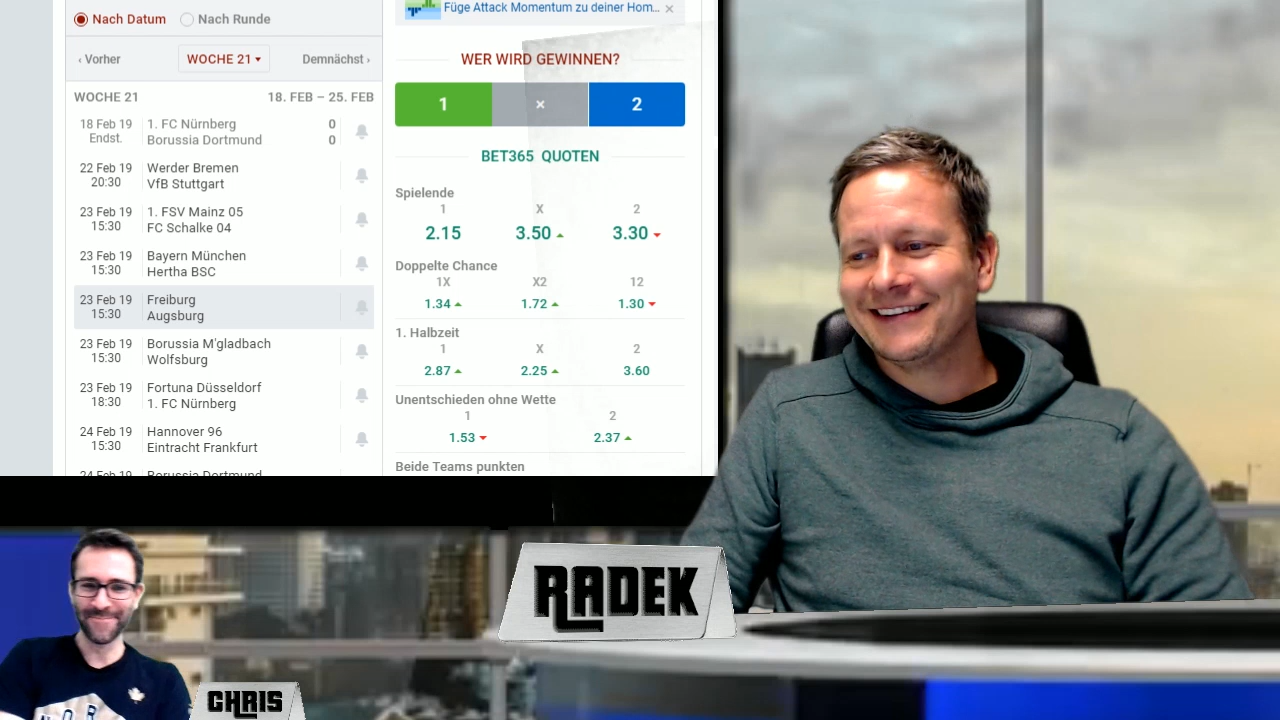 Nach Datum
Nach Runde
‹ Vorher
WOCHE 21
Demnächst ›
WOCHE 21
18. FEB – 25. FEB
18 Feb 19
Endst.
1. FC Nürnberg 0
Borussia Dortmund 0
22 Feb 19
20:30
Werder Bremen
VfB Stuttgart
23 Feb 19
15:30
1. FSV Mainz 05
FC Schalke 04
23 Feb 19
15:30
Bayern München
Hertha BSC
23 Feb 19
15:30
Freiburg
Augsburg
23 Feb 19
15:30
Borussia M'gladbach
Wolfsburg
23 Feb 19
18:30
Fortuna Düsseldorf
1. FC Nürnberg
24 Feb 19
15:30
Hannover 96
Eintracht Frankfurt
24 Feb 19
Borussia Dortmund
Füge Attack Momentum zu deiner Hom... ×
WER WIRD GEWINNEN?
1 × 2
BET365 QUOTEN
Spielende
1 X 2
2.15 3.50 3.30
Doppelte Chance
1X X2 12
1.34 1.72 1.30
1. Halbzeit
1 X 2
2.87 2.25 3.60
Unentschieden ohne Wette
1 2
1.53 2.37
Beide Teams punkten
RADEK
CHRIS
NOR